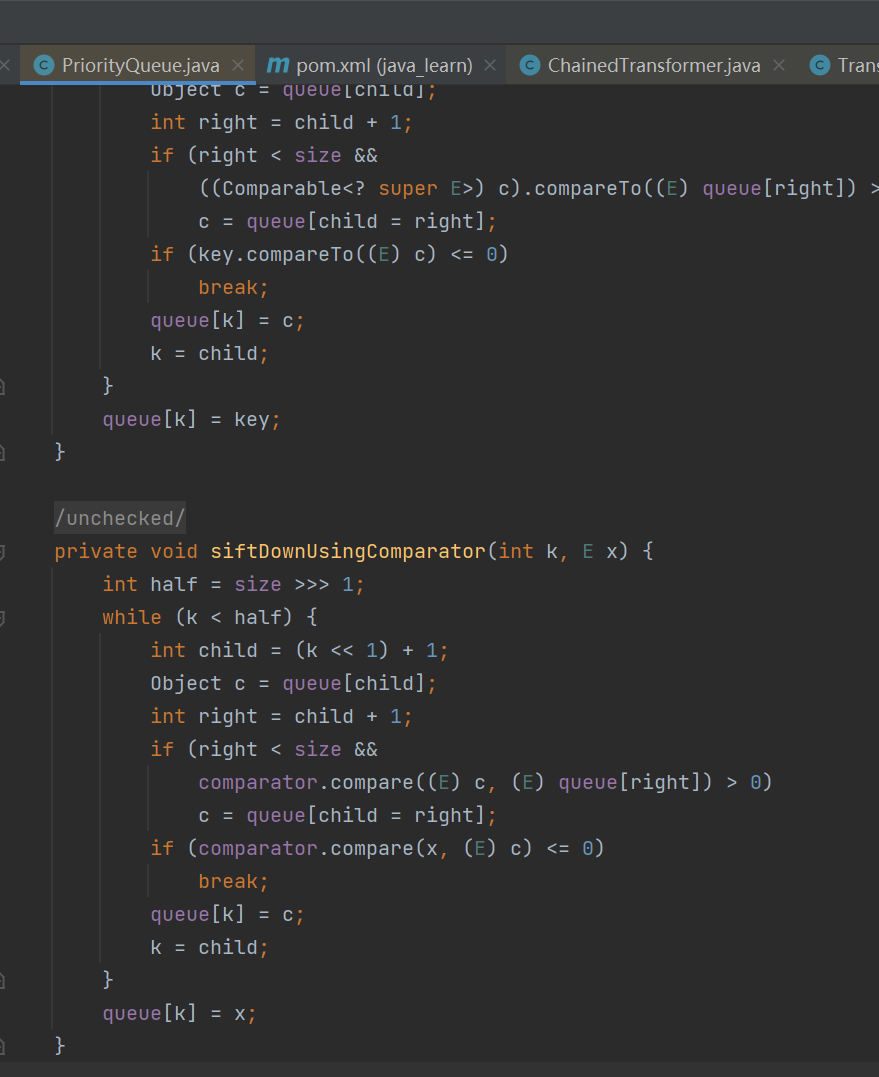 PriorityQueue.java pom.xml (java_learn) ChainedTransformer.java Trans
Object c = queue[child];
int right = child + 1;
if (right < size &&
((Comparable<? super E>) c).compareTo((E) queue[right]) >
c = queue[child = right];
if (key.compareTo((E) c) <= 0)
break;
queue[k] = c;
k = child;
}
queue[k] = key;
}
/unchecked/
private void siftDownUsingComparator(int k, E x) {
int half = size >>> 1;
while (k < half) {
int child = (k << 1) + 1;
Object c = queue[child];
int right = child + 1;
if (right < size &&
comparator.compare((E) c, (E) queue[right]) > 0)
c = queue[child = right];
if (comparator.compare(x, (E) c) <= 0)
break;
queue[k] = c;
k = child;
}
queue[k] = x;
}